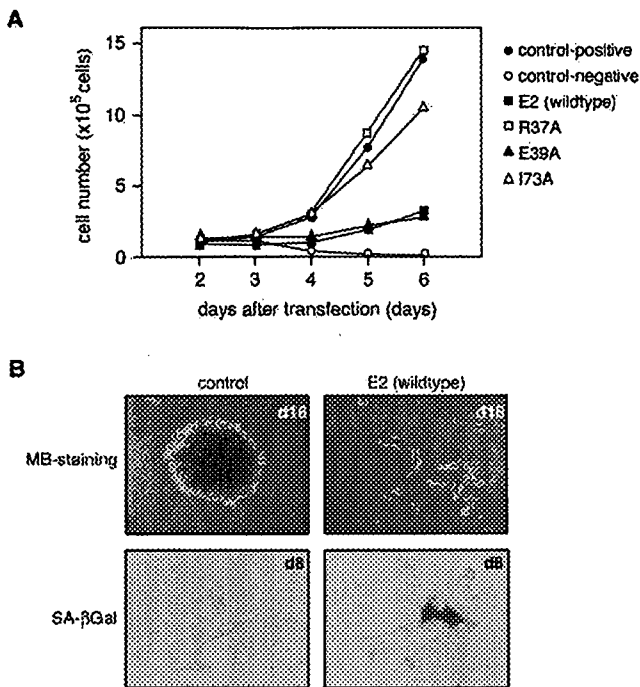 A
15
10
5
0
cell number (x10⁵ cells)
2 3 4 5 6
days after transfection (days)
control-positive
control-negative
E2 (wildtype)
R37A
E39A
I73A
B
control
E2 (wildtype)
MB-staining
d16
d16
SA-βGal
d8
d8